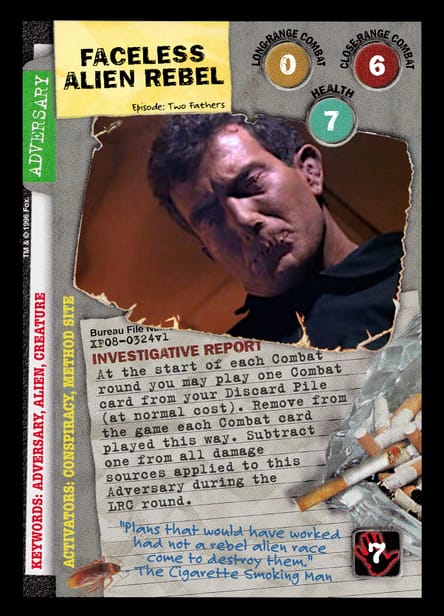 FACELESS
ALIEN REBEL
Episode: Two Fathers
LONG-RANGE COMBAT
0
CLOSE-RANGE COMBAT
6
HEALTH
7
ADVERSARY
TM & © 1996 Fox.
KEYWORDS: ADVERSARY, ALIEN, CREATURE
ACTIVATORS: CONSPIRACY, METHOD SITE
Bureau File
XF08-0324v1
INVESTIGATIVE REPORT
At the start of each Combat
round you may play one Combat
card from your Discard Pile
(at normal cost). Remove from
the game each Combat card
played this way. Subtract
one from all damage
sources applied to this
Adversary during the
LRC round.
"Plans that would have worked
had not a rebel alien race
come to destroy them."
The Cigarette Smoking Man
7